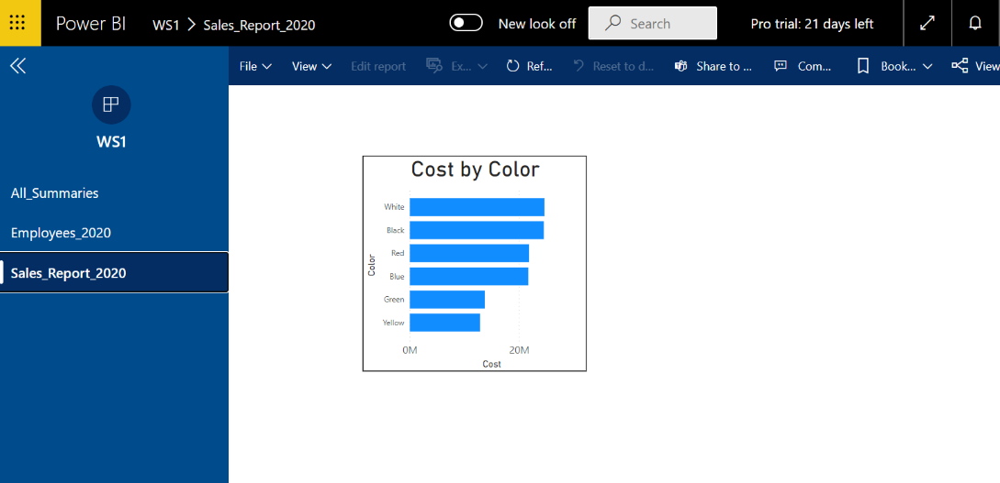 Power BI WS1 > Sales_Report_2020 New look off Search Pro trial: 21 days left
File View Edit report Ex... Ref... Reset to d... Share to ... Com... Book... View
WS1
All_Summaries
Employees_2020
Sales_Report_2020
Cost by Color
Color
White
Black
Red
Blue
Green
Yellow
0M 20M
Cost